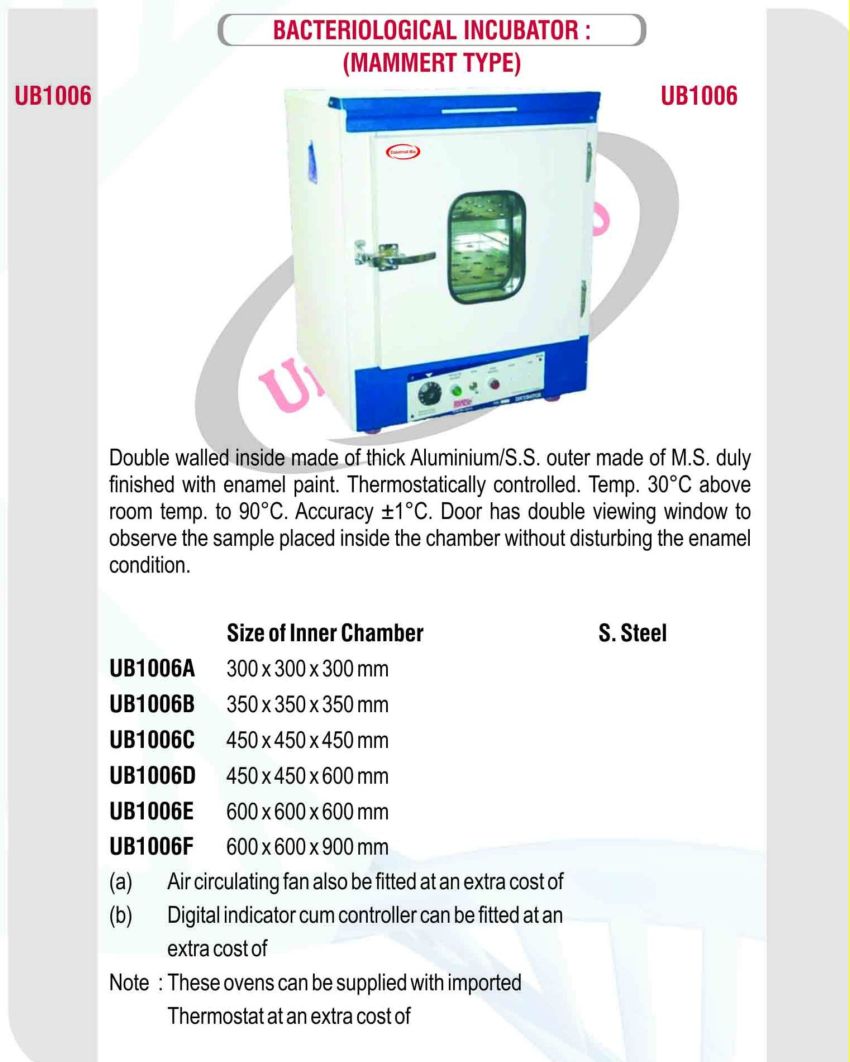 BACTERIOLOGICAL INCUBATOR :
(MAMMERT TYPE)
UB1006
UB1006
Double walled inside made of thick Aluminium/S.S. outer made of M.S. duly
finished with enamel paint. Thermostatically controlled. Temp. 30°C above
room temp. to 90°C. Accuracy ±1°C. Door has double viewing window to
observe the sample placed inside the chamber without disturbing the enamel
condition.
Size of Inner Chamber S. Steel
UB1006A 300 x 300 x 300 mm
UB1006B 350 x 350 x 350 mm
UB1006C 450 x 450 x 450 mm
UB1006D 450 x 450 x 600 mm
UB1006E 600 x 600 x 600 mm
UB1006F 600 x 600 x 900 mm
(a) Air circulating fan also be fitted at an extra cost of
(b) Digital indicator cum controller can be fitted at an
extra cost of
Note : These ovens can be supplied with imported
Thermostat at an extra cost of